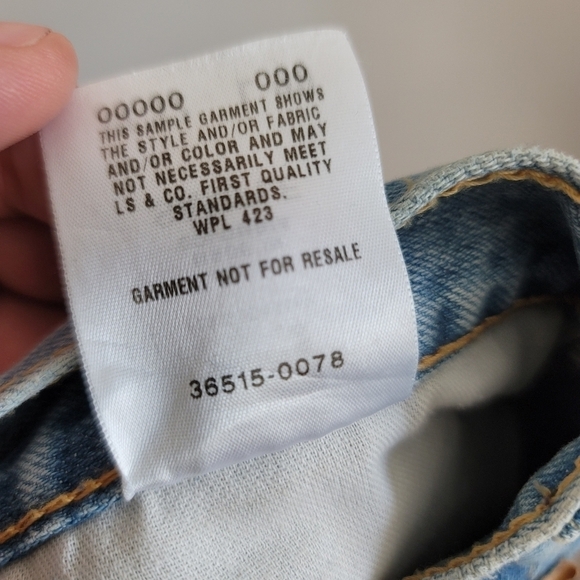 00000 000
THIS SAMPLE GARMENT SHOWS
THE STYLE AND/OR FABRIC
AND/OR COLOR AND MAY
NOT NECESSARILY MEET
LS & CO. FIRST QUALITY
STANDARDS.
WPL 423
GARMENT NOT FOR RESALE
36515-0078